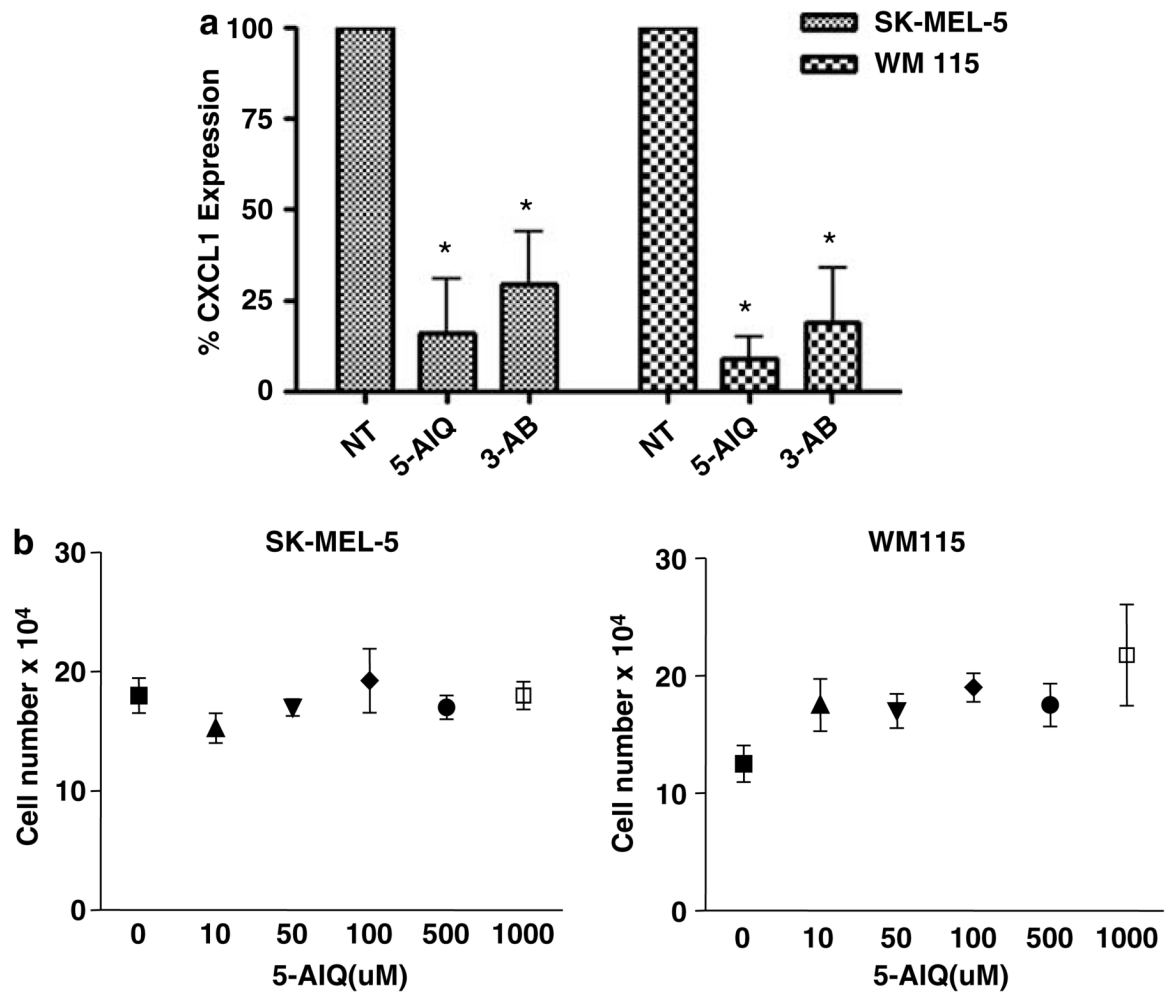 a
SK-MEL-5
WM 115
% CXCL1 Expression
100
75
50
25
0
* * * *
NT 5-AIQ 3-AB NT 5-AIQ 3-AB
b
SK-MEL-5
Cell number x 10⁴
30
20
10
0
0 10 50 100 500 1000
5-AIQ(uM)
WM115
Cell number x 10⁴
30
20
10
0
0 10 50 100 500 1000
5-AIQ(uM)